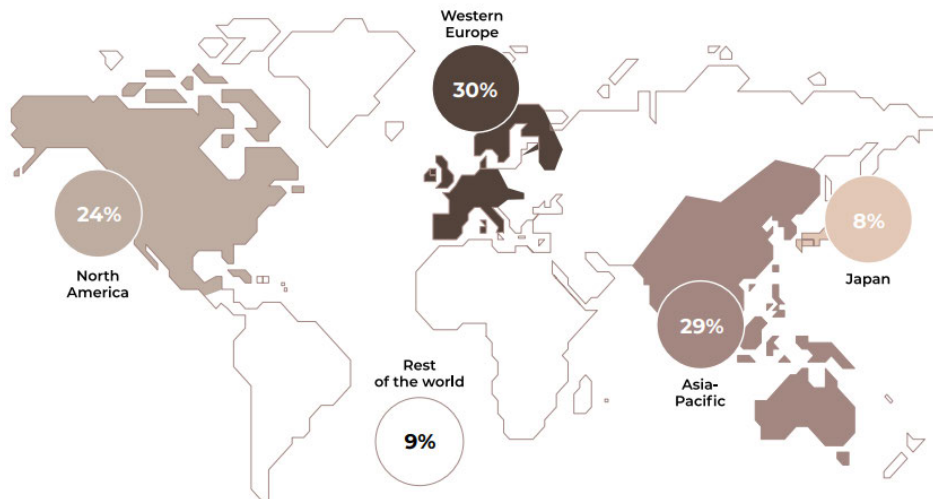 Western
Europe
30%
24%
North
America
8%
Japan
29%
Asia-
Pacific
Rest
of the world
9%